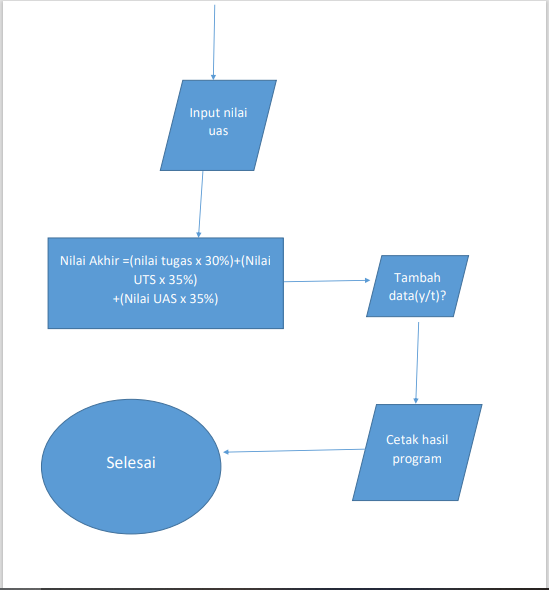 Input nilai
uas
Nilai Akhir =(nilai tugas x 30%)+(Nilai
UTS x 35%)
+(Nilai UAS x 35%)
Tambah
data(y/t)?
Cetak hasil
program
Selesai